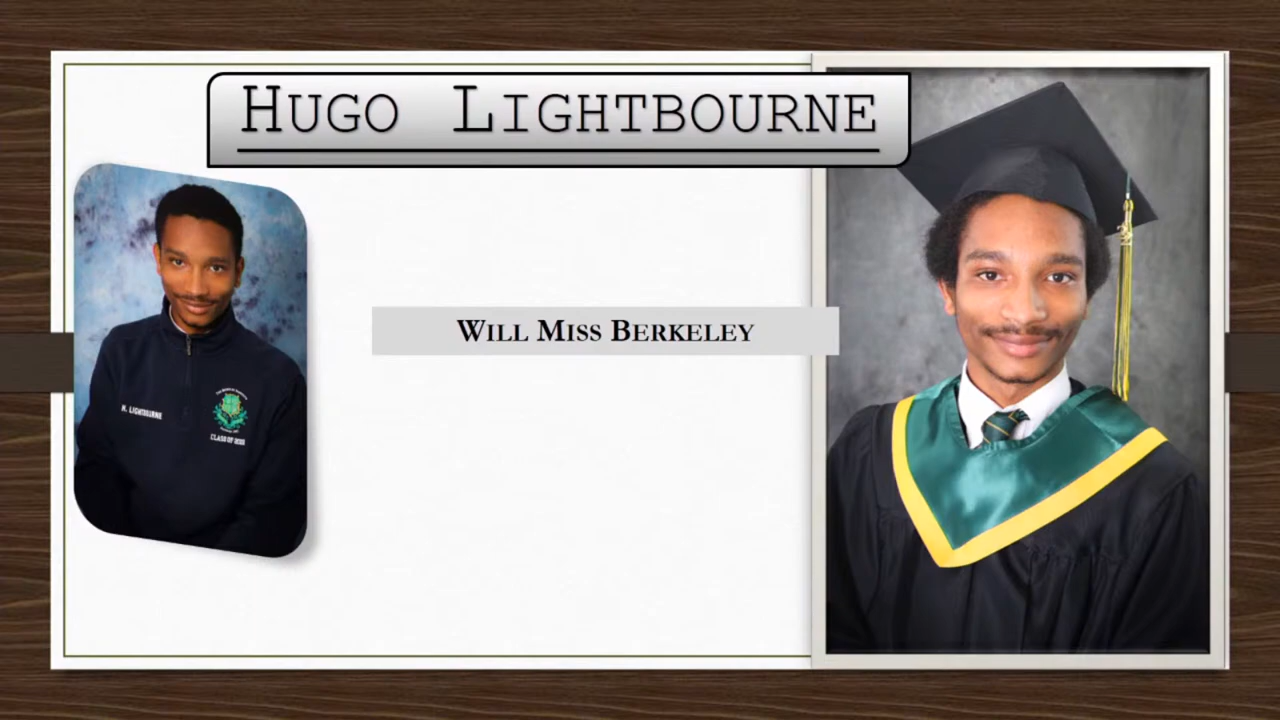 HUGO LIGHTBOURNE
WILL MISS BERKELEY
H. LIGHTBOURNE
CLASS OF